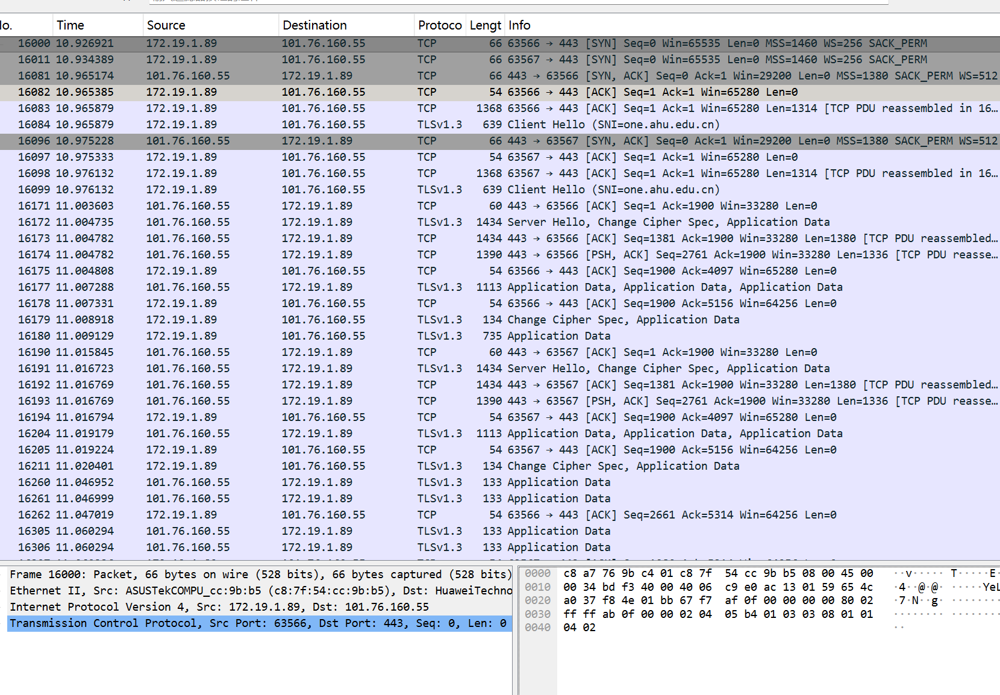 No. Time Source Destination Protoco Lengt Info
16000 10.926921 172.19.1.89 101.76.160.55 TCP 66 63566 → 443 [SYN] Seq=0 Win=65535 Len=0 MSS=1460 WS=256 SACK_PERM
16011 10.934389 172.19.1.89 101.76.160.55 TCP 66 63567 → 443 [SYN] Seq=0 Win=65535 Len=0 MSS=1460 WS=256 SACK_PERM
16081 10.965174 101.76.160.55 172.19.1.89 TCP 66 443 → 63566 [SYN, ACK] Seq=0 Ack=1 Win=29200 Len=0 MSS=1380 SACK_PERM WS=512
16082 10.965385 172.19.1.89 101.76.160.55 TCP 54 63566 → 443 [ACK] Seq=1 Ack=1 Win=65280 Len=0
16083 10.965879 172.19.1.89 101.76.160.55 TCP 1368 63566 → 443 [ACK] Seq=1 Ack=1 Win=65280 Len=1314 [TCP PDU reassembled in 16…
16084 10.965879 172.19.1.89 101.76.160.55 TLSv1.3 639 Client Hello (SNI=one.ahu.edu.cn)
16096 10.975228 101.76.160.55 172.19.1.89 TCP 66 443 → 63567 [SYN, ACK] Seq=0 Ack=1 Win=29200 Len=0 MSS=1380 SACK_PERM WS=512
16097 10.975333 172.19.1.89 101.76.160.55 TCP 54 63567 → 443 [ACK] Seq=1 Ack=1 Win=65280 Len=0
16098 10.976132 172.19.1.89 101.76.160.55 TCP 1368 63567 → 443 [ACK] Seq=1 Ack=1 Win=65280 Len=1314 [TCP PDU reassembled in 16…
16099 10.976132 172.19.1.89 101.76.160.55 TLSv1.3 639 Client Hello (SNI=one.ahu.edu.cn)
16171 11.003603 101.76.160.55 172.19.1.89 TCP 60 443 → 63566 [ACK] Seq=1 Ack=1900 Win=33280 Len=0
16172 11.004735 101.76.160.55 172.19.1.89 TLSv1.3 1434 Server Hello, Change Cipher Spec, Application Data
16173 11.004782 101.76.160.55 172.19.1.89 TCP 1434 443 → 63566 [ACK] Seq=1381 Ack=1900 Win=33280 Len=1380 [TCP PDU reassembled…
16174 11.004782 101.76.160.55 172.19.1.89 TCP 1390 443 → 63566 [PSH, ACK] Seq=2761 Ack=1900 Win=33280 Len=1336 [TCP PDU reasse…
16175 11.004808 172.19.1.89 101.76.160.55 TCP 54 63566 → 443 [ACK] Seq=1900 Ack=4097 Win=65280 Len=0
16177 11.007288 101.76.160.55 172.19.1.89 TLSv1.3 1113 Application Data, Application Data, Application Data
16178 11.007331 172.19.1.89 101.76.160.55 TCP 54 63566 → 443 [ACK] Seq=1900 Ack=5156 Win=64256 Len=0
16179 11.008918 172.19.1.89 101.76.160.55 TLSv1.3 134 Change Cipher Spec, Application Data
16180 11.009129 172.19.1.89 101.76.160.55 TLSv1.3 735 Application Data
16190 11.015845 101.76.160.55 172.19.1.89 TCP 60 443 → 63567 [ACK] Seq=1 Ack=1900 Win=33280 Len=0
16191 11.016723 101.76.160.55 172.19.1.89 TLSv1.3 1434 Server Hello, Change Cipher Spec, Application Data
16192 11.016769 101.76.160.55 172.19.1.89 TCP 1434 443 → 63567 [ACK] Seq=1381 Ack=1900 Win=33280 Len=1380 [TCP PDU reassembled…
16193 11.016769 101.76.160.55 172.19.1.89 TCP 1390 443 → 63567 [PSH, ACK] Seq=2761 Ack=1900 Win=33280 Len=1336 [TCP PDU reasse…
16194 11.016794 172.19.1.89 101.76.160.55 TCP 54 63567 → 443 [ACK] Seq=1900 Ack=4097 Win=65280 Len=0
16204 11.019179 101.76.160.55 172.19.1.89 TLSv1.3 1113 Application Data, Application Data, Application Data
16205 11.019224 172.19.1.89 101.76.160.55 TCP 54 63567 → 443 [ACK] Seq=1900 Ack=5156 Win=64256 Len=0
16211 11.020401 172.19.1.89 101.76.160.55 TLSv1.3 134 Change Cipher Spec, Application Data
16260 11.046952 101.76.160.55 172.19.1.89 TLSv1.3 133 Application Data
16261 11.046999 101.76.160.55 172.19.1.89 TLSv1.3 133 Application Data
16262 11.047019 172.19.1.89 101.76.160.55 TCP 54 63566 → 443 [ACK] Seq=2661 Ack=5314 Win=64256 Len=0
16305 11.060294 101.76.160.55 172.19.1.89 TLSv1.3 133 Application Data
16306 11.060294 101.76.160.55 172.19.1.89 TLSv1.3 133 Application Data
Frame 16000: Packet, 66 bytes on wire (528 bits), 66 bytes captured (528 bits)
Ethernet II, Src: ASUSTekCOMPU_cc:9b:b5 (c8:7f:54:cc:9b:b5), Dst: HuaweiTechno
Internet Protocol Version 4, Src: 172.19.1.89, Dst: 101.76.160.55
Transmission Control Protocol, Src Port: 63566, Dst Port: 443, Seq: 0, Len: 0
0000 c8 a7 76 9b c4 01 c8 7f 54 cc 9b b5 08 00 45 00 ··v····· T·····E·
0010 00 34 bd f3 40 00 40 06 c9 e0 ac 13 01 59 65 4c ·4··@·@· ·····YeL
0020 a0 37 f8 4e 01 bb 67 f7 af 0f 00 00 00 00 80 02 ·7·N··g· ········
0030 ff ff ab 0f 00 00 02 04 05 b4 01 03 03 08 01 01 ········ ········
0040 04 02 ··